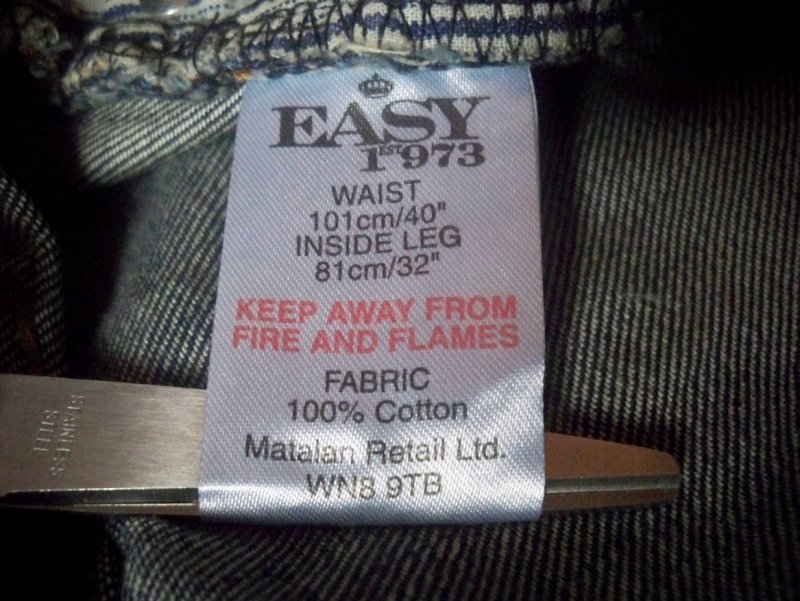 EASY
EST 1973
WAIST
101cm/40"
INSIDE LEG
81cm/32"
KEEP AWAY FROM
FIRE AND FLAMES
FABRIC
100% Cotton
Matalan Retail Ltd.
WN8 9TB
STAINLESS
STEEL